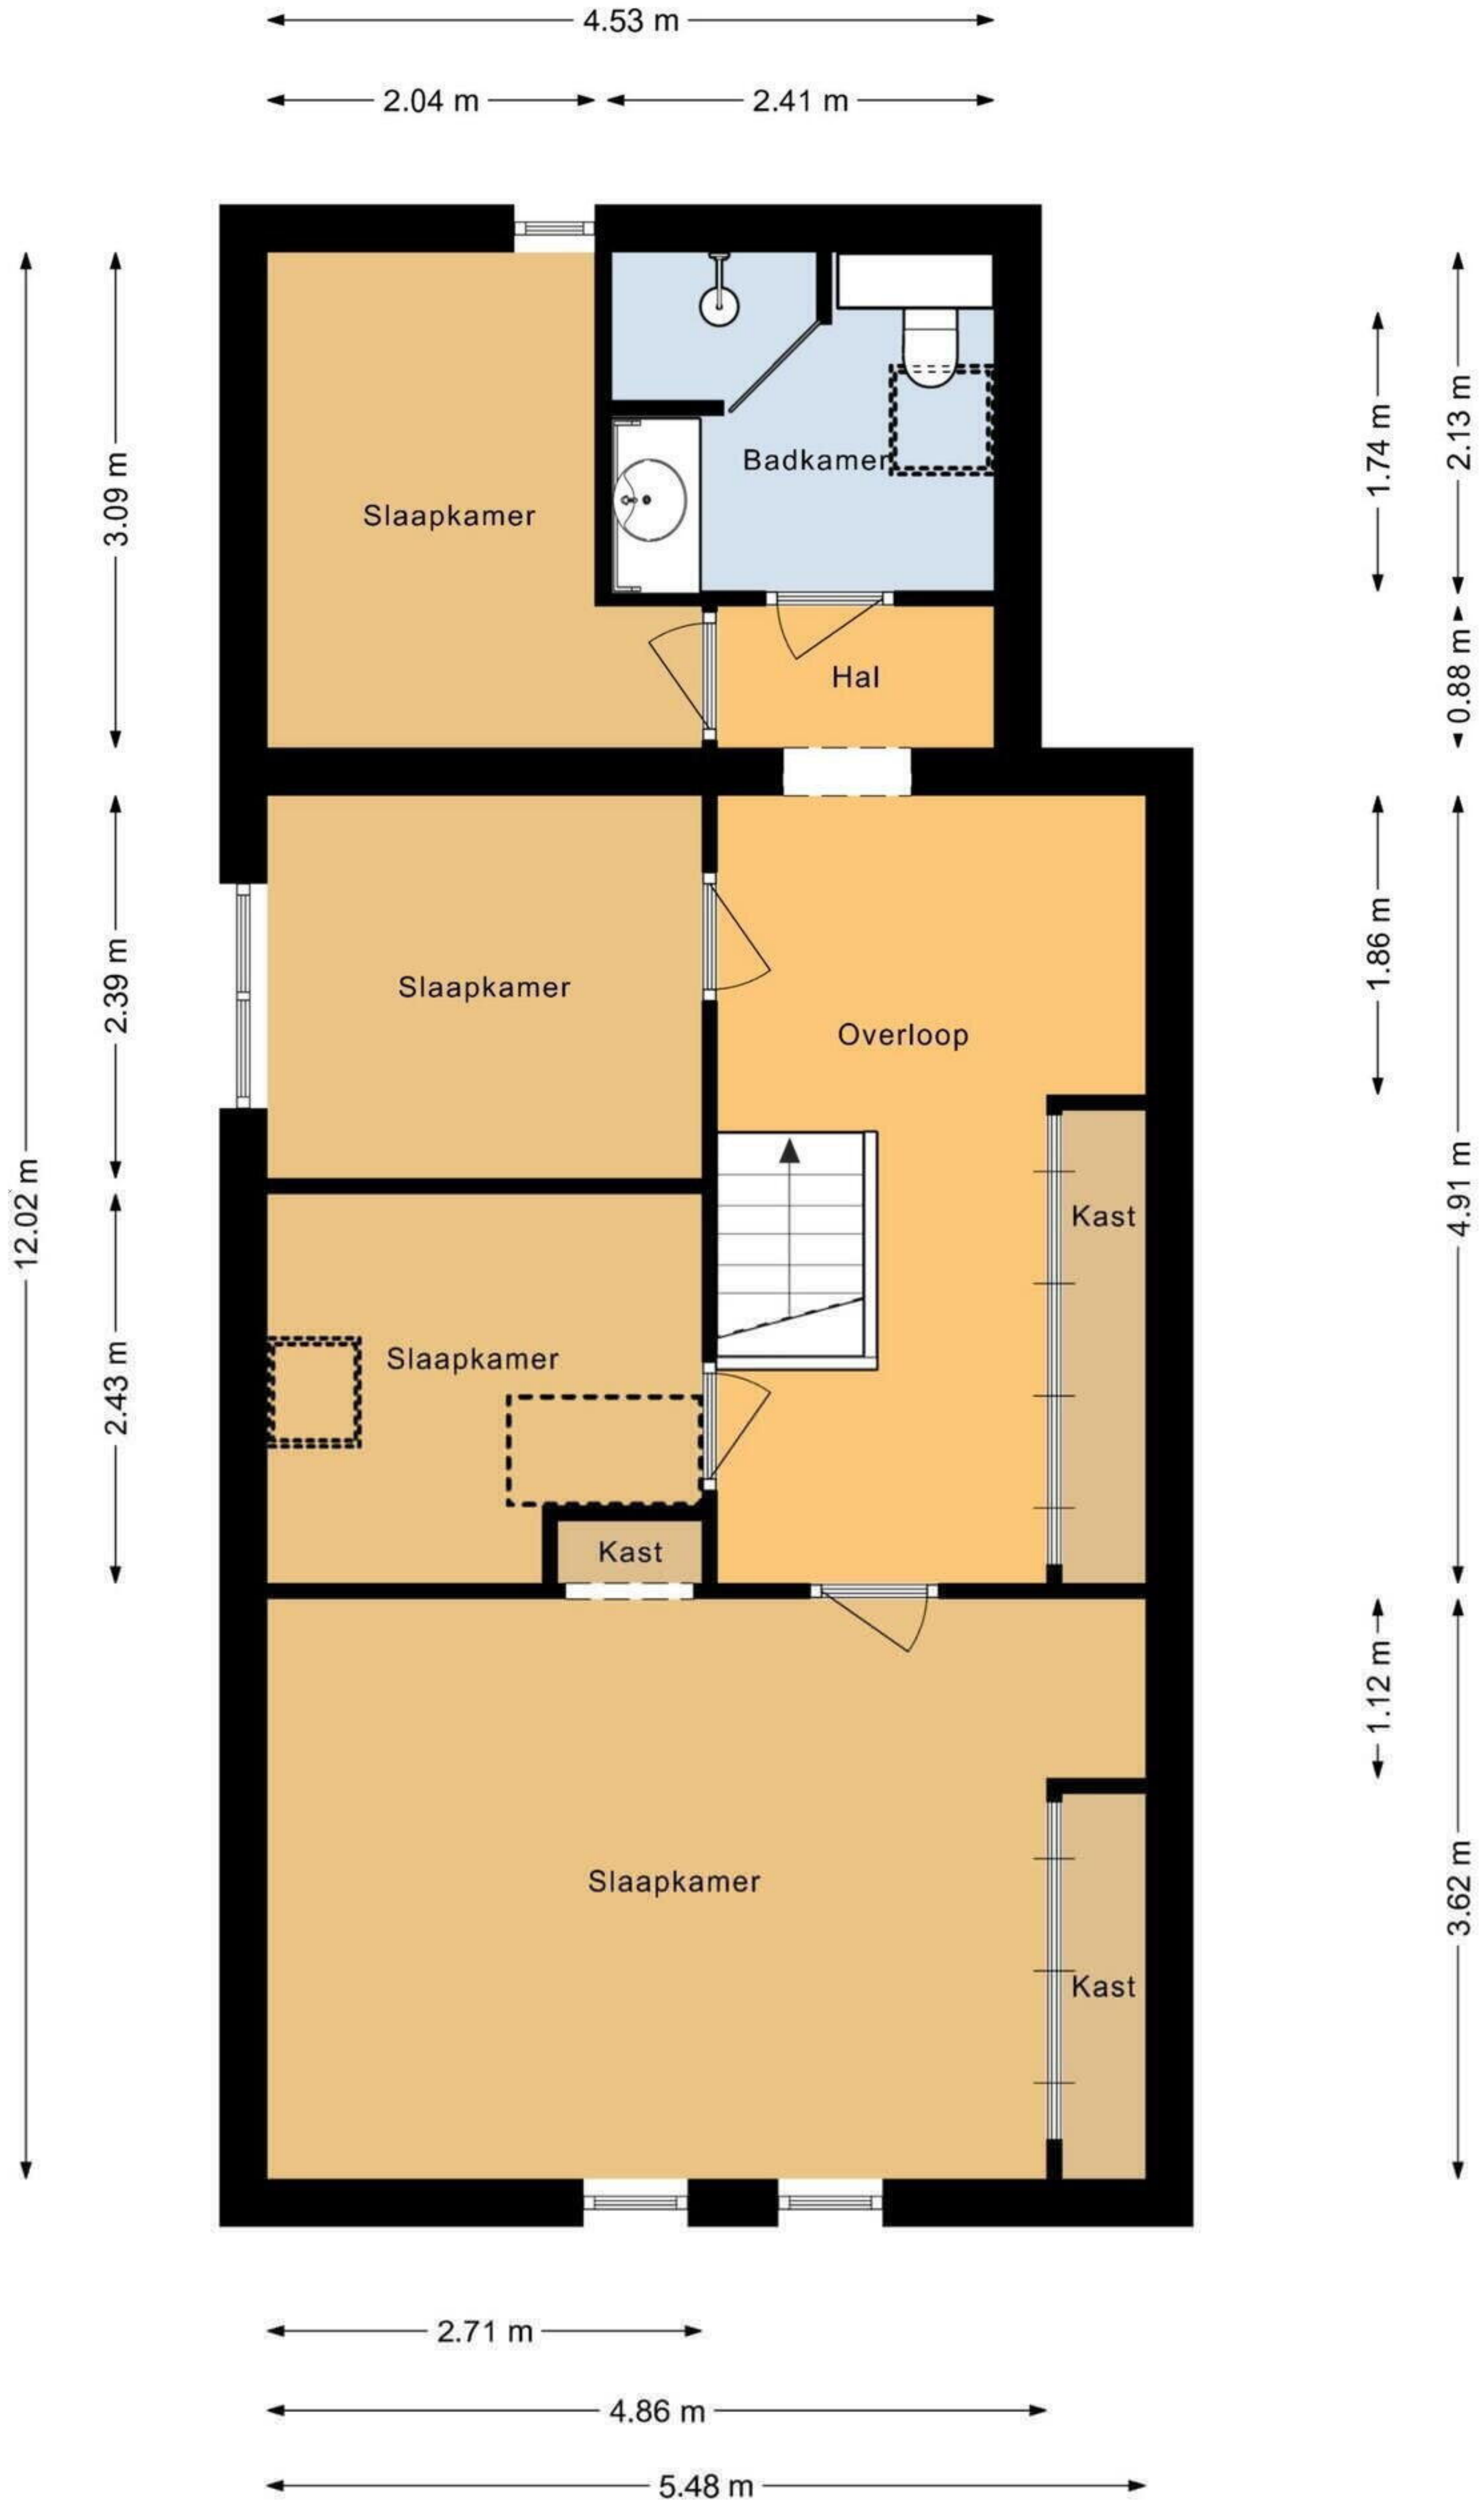 4.53 m
2.04 m
2.41 m
3.09 m
1.74 m
2.13 m
Badkamer
Slaapkamer
Hal
0.88 m
2.39 m
Slaapkamer
1.86 m
Overloop
12.02 m
4.91 m
Kast
2.43 m
Slaapkamer
Kast
1.12 m
Slaapkamer
3.62 m
Kast
2.71 m
4.86 m
5.48 m